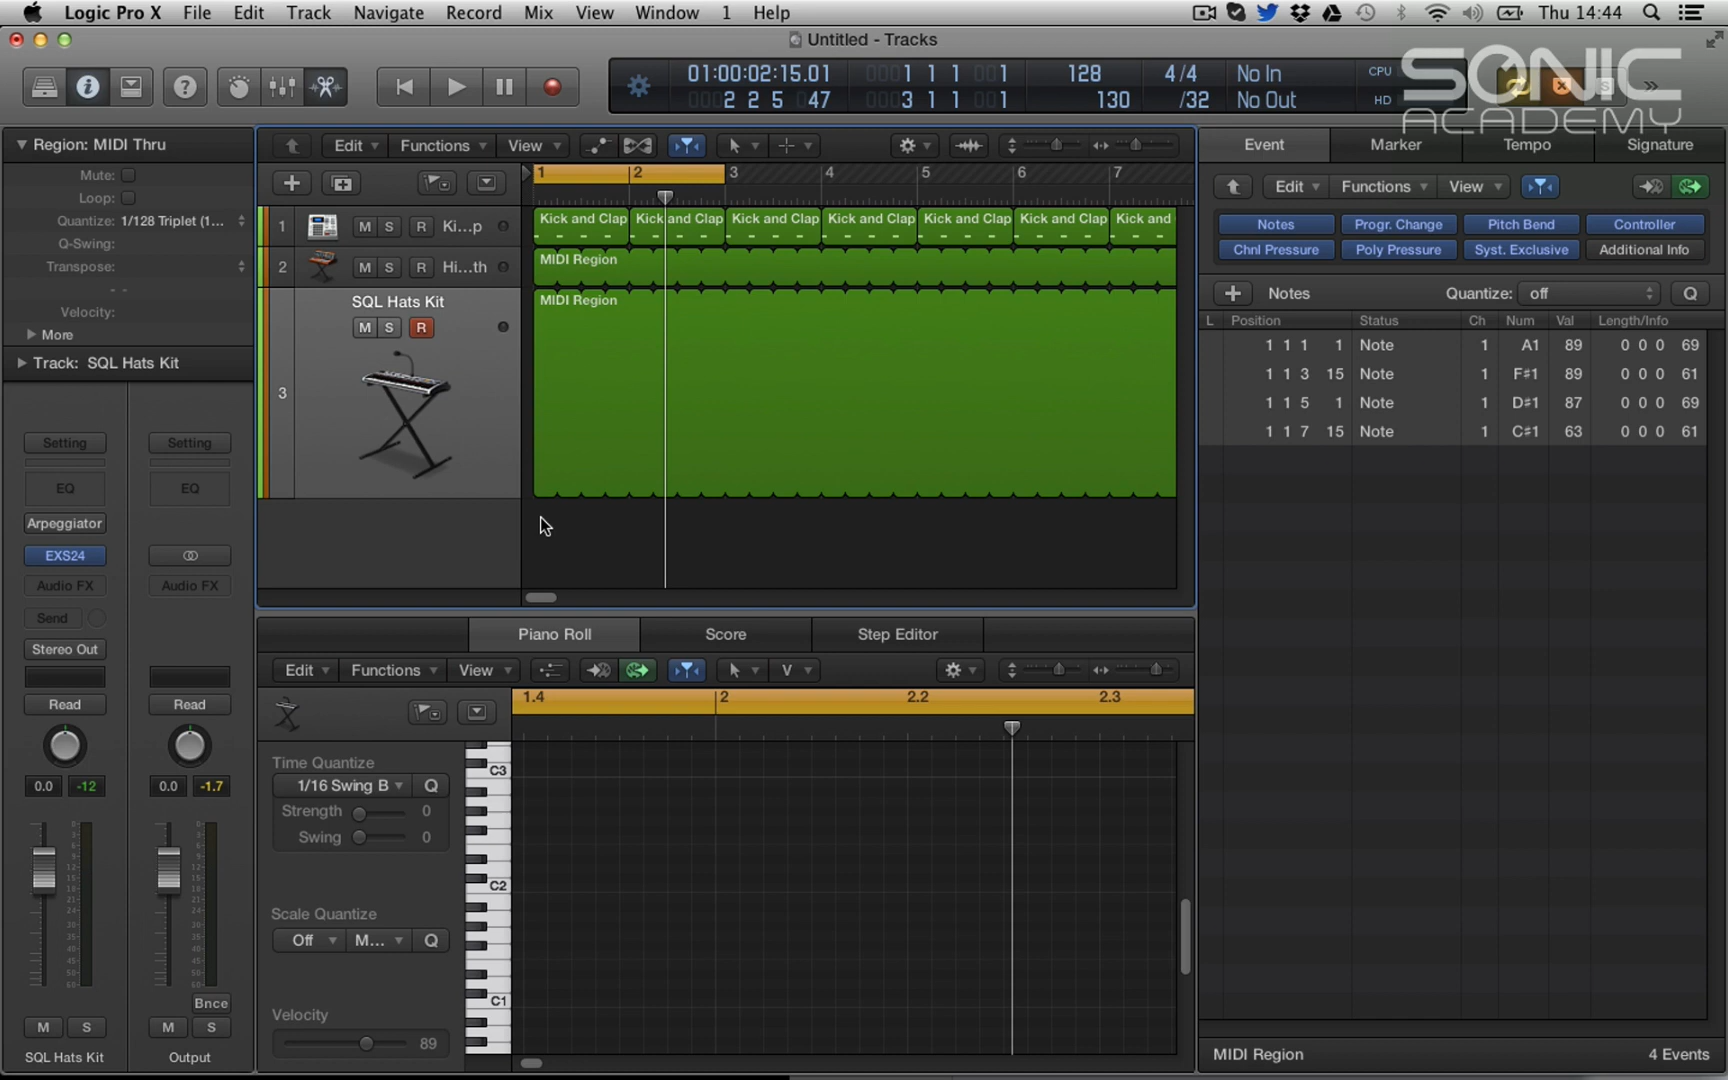 Logic Pro X File Edit Track Navigate Record Mix View Window 1 Help Thu 14:44
Untitled - Tracks
SONIC ACADEMY
01:00:02:15.01 0001 1 1 001 128 4/4 No In CPU
0002 2 5 047 0003 1 1 001 130 /32 No Out HD
Region: MIDI Thru
Mute:
Loop:
Quantize: 1/128 Triplet (1...
Q-Swing:
Transpose:
- -
Velocity:
More
Track: SQL Hats Kit
Setting Setting
EQ EQ
Arpeggiator
EXS24
Audio FX Audio FX
Send
Stereo Out
Read Read
0.0 -12 0.0 -1.7
Bnce
M S M S
SQL Hats Kit Output
Edit Functions View
1 2 3 4 5 6 7
1 M S R Ki...p
Kick and Clap Kick and Clap Kick and Clap Kick and Clap Kick and Clap Kick and Clap Kick and
2 M S R Hi...th
MIDI Region
SQL Hats Kit
MIDI Region
M S R
3
Piano Roll Score Step Editor
Edit Functions View V
1.4 2 2.2 2.3
Time Quantize
1/16 Swing B Q
Strength 0
Swing 0
Scale Quantize
Off M... Q
Velocity
89
C3
C2
C1
Event Marker Tempo Signature
Edit Functions View
Notes Progr. Change Pitch Bend Controller
Chnl Pressure Poly Pressure Syst. Exclusive Additional Info
Notes Quantize: off Q
L Position Status Ch Num Val Length/Info
1 1 1 1 Note 1 A1 89 0 0 0 69
1 1 3 15 Note 1 F♯1 89 0 0 0 61
1 1 5 1 Note 1 D♯1 87 0 0 0 69
1 1 7 15 Note 1 C♯1 63 0 0 0 61
MIDI Region 4 Events